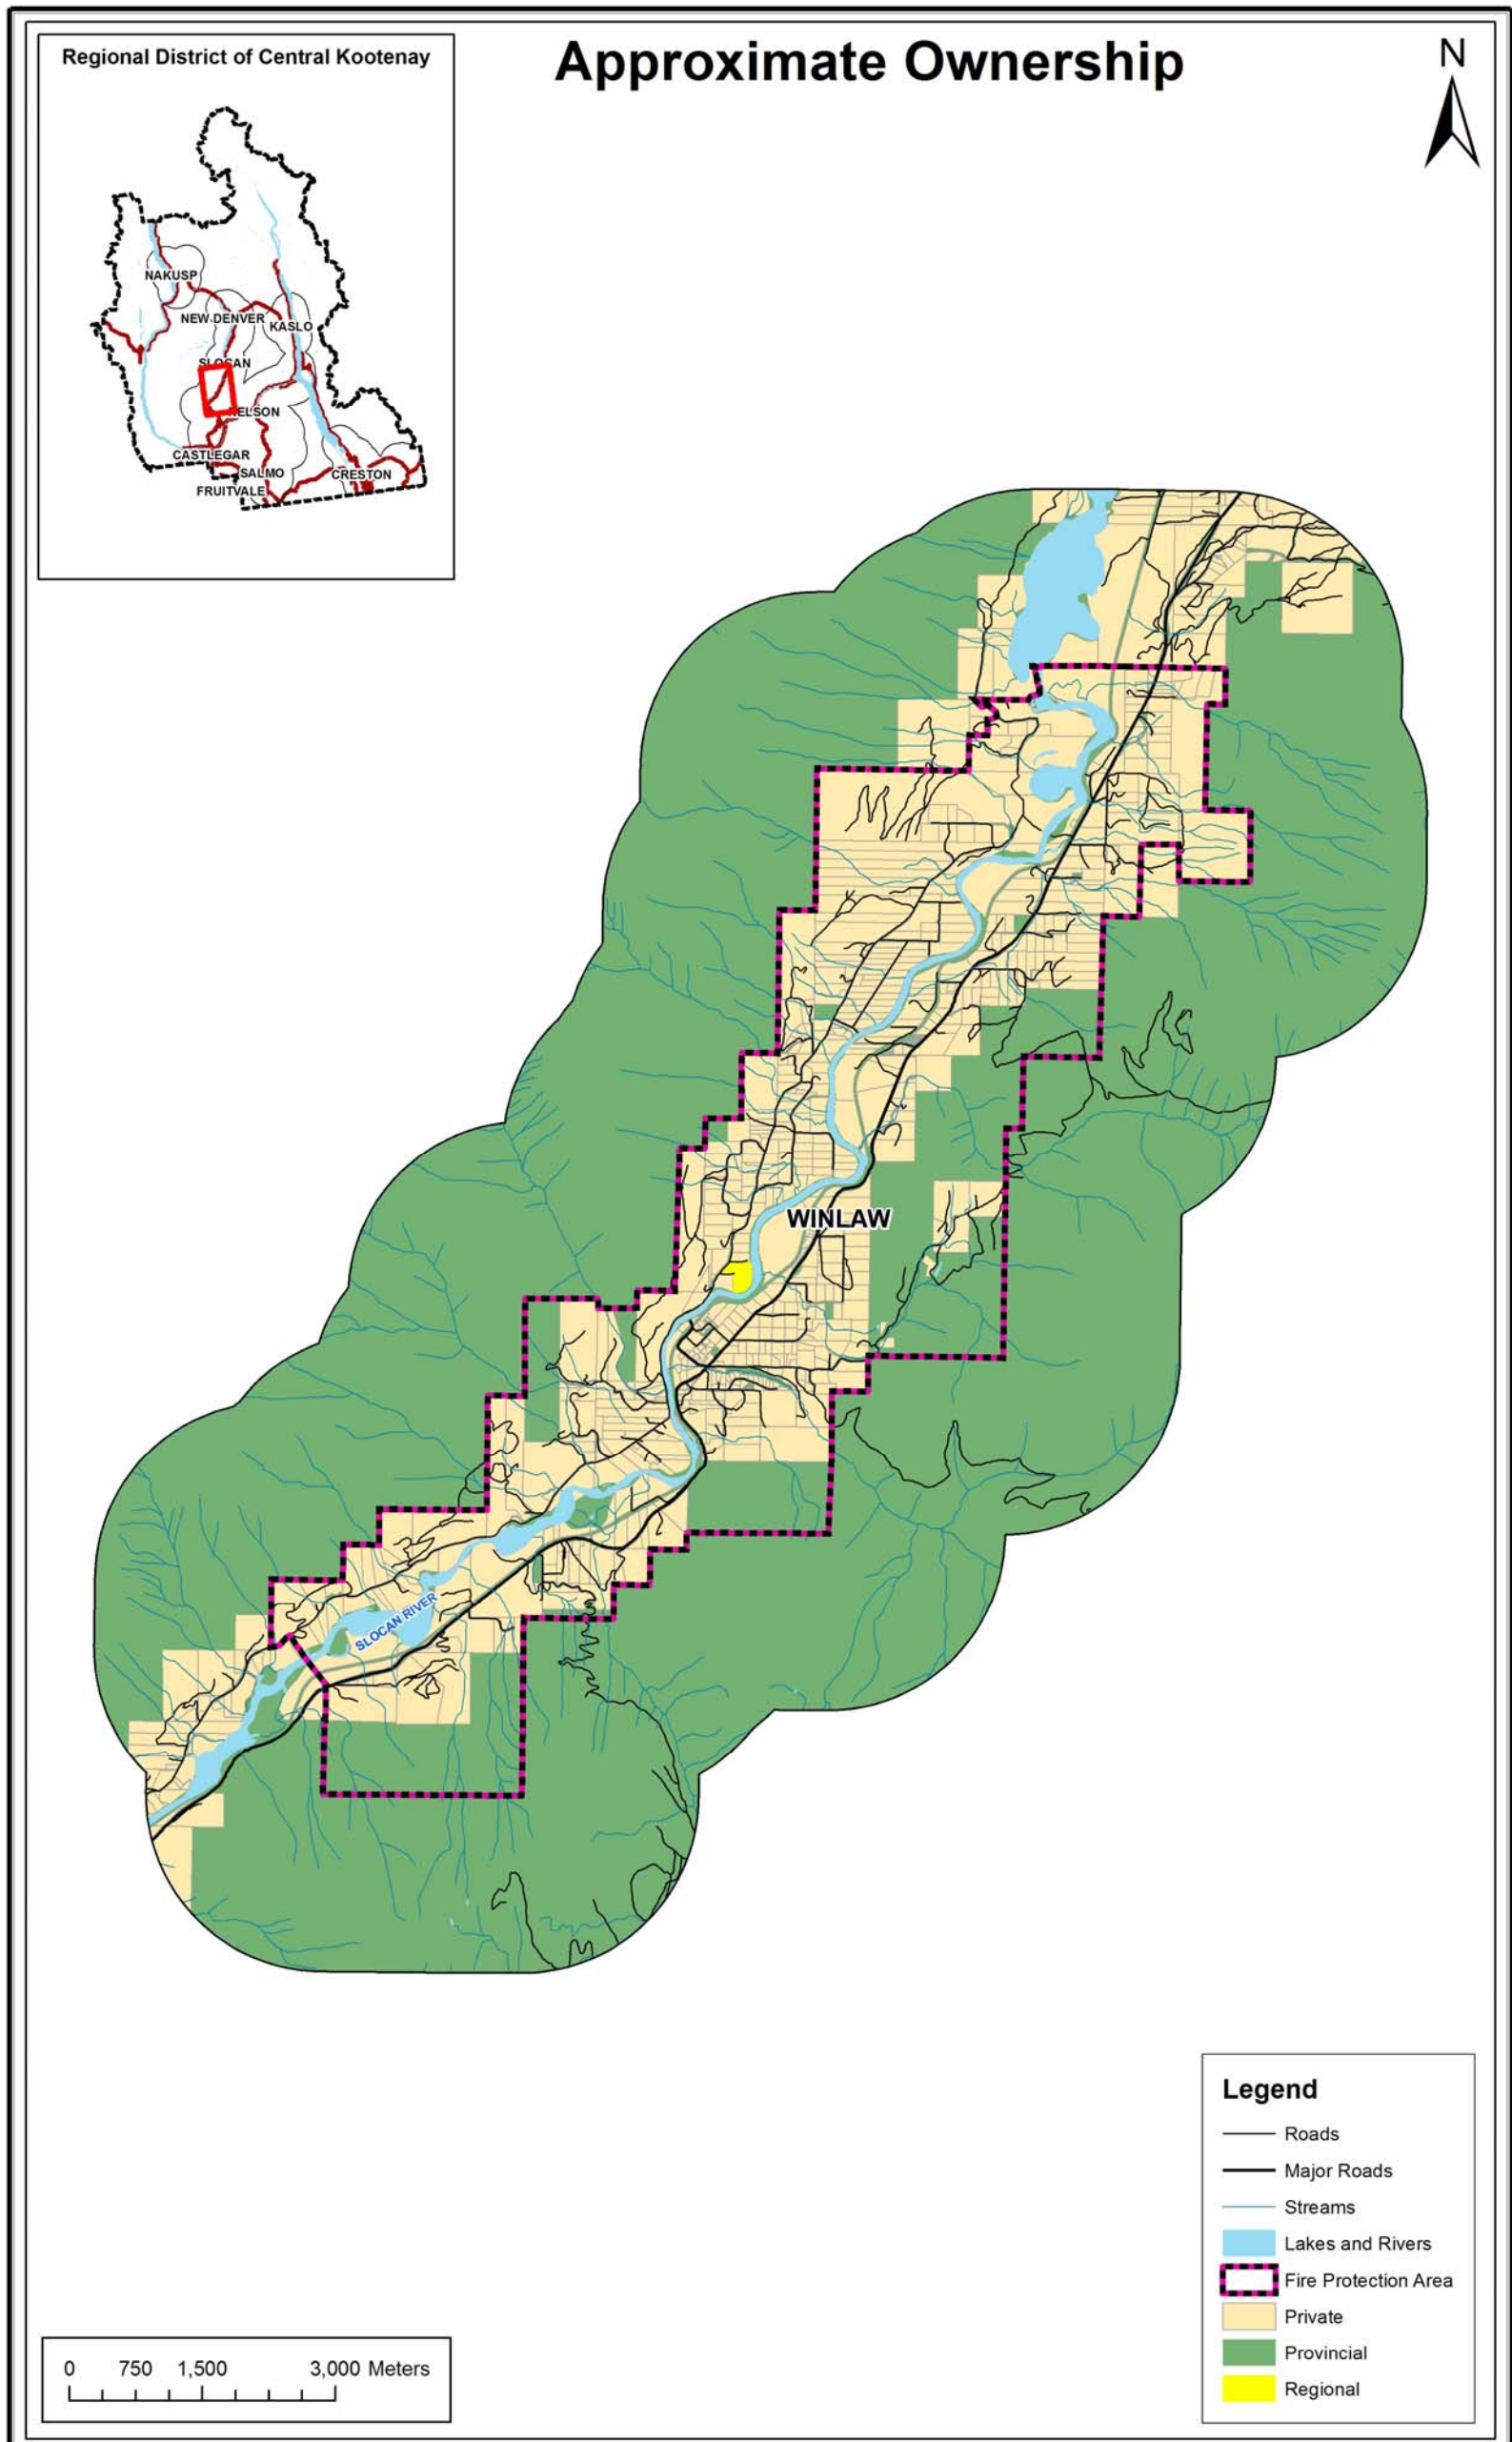 Regional District of Central Kootenay
Approximate Ownership
N
NAKUSP
NEW DENVER
KASLO
SLOCAN
NELSON
CASTLEGAR
SALMO
CRESTON
FRUITVALE
WINLAW
SLOCAN RIVER
Legend
Roads
Major Roads
Streams
Lakes and Rivers
Fire Protection Area
Private
Provincial
Regional
0 750 1,500 3,000 Meters